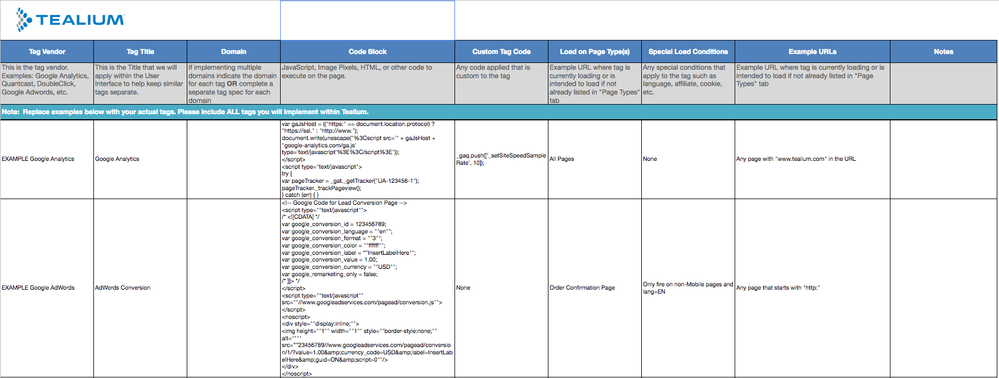 TEALIUM
Tag Vendor
Tag Title
Domain
Code Block
Custom Tag Code
Load on Page Type(s)
Special Load Conditions
Example URLs
Notes
This is the tag vendor.
Examples: Google Analytics,
Quantcast, DoubleClick,
Google Adwords, etc.
This is the Title that we will
apply within the User
Interface to help keep similar
tags separate.
If implementing multiple
domains indicate the domain
for each tag OR complete a
separate tag spec for each
domain
JavaScript, Image Pixels, HTML, or other code to
execute on the page.
Any code applied that is
custom to the tag
Example URL where tag is
currently loading or is
intended to load if not
already listed in "Page Types"
tab
Any special conditions that
apply to the tag such as
language, affiliate, cookie,
etc.
Example URL where tag is currently loading or is
intended to load if not already listed in "Page
Types" tab
Note: Replace examples below with your actual tags. Please include ALL tags you will implement within Tealium.
EXAMPLE Google Analytics
Google Analytics
var gaJsHost = (("https:" == document.location.protocol) ?
"https://ssl." : "http://www.");
document.write(unescape("%3Cscript src='" + gaJsHost +
"google-analytics.com/ga.js'
type='text/javascript'%3E%3C/script%3E"));
</script>
<script type="text/javascript">
try {
var pageTracker = _gat._getTracker("UA-123456-1");
pageTracker._trackPageview();
} catch (err) { }
_gaq.push(['_setSiteSpeedSample
Rate', 10]);
All Pages
None
Any page with "www.tealium.com" in the URL
EXAMPLE Google AdWords
AdWords Conversion
<!-- Google Code for Lead Conversion Page -->
<script type=""text/javascript"">
/* <![CDATA[ */
var google_conversion_id = 123456789;
var google_conversion_language = ""en"";
var google_conversion_format = ""3"";
var google_conversion_color = ""ffffff"";
var google_conversion_label = ""InsertLabelHere"";
var google_conversion_value = 1.00;
var google_conversion_currency = ""USD"";
var google_remarketing_only = false;
/* ]]> */
</script>
<script type=""text/javascript""
src=""//www.googleadservices.com/pagead/conversion.js"">
</script>
<noscript>
<div style=""display:inline;"">
<img height=""1"" width=""1"" style=""border-style:none;""
alt=""""
src=""23456789//www.googleadservices.com/pagead/conversio
n/1/?value=1.00&amp;currency_code=USD&amp;label=InsertLab
elHere&amp;guid=ON&amp;script=0""/>
</div>
</noscript>
None
Order Confirmation Page
Only fire on non-Mobile pages and
lang=EN
Any page that starts with "http:"